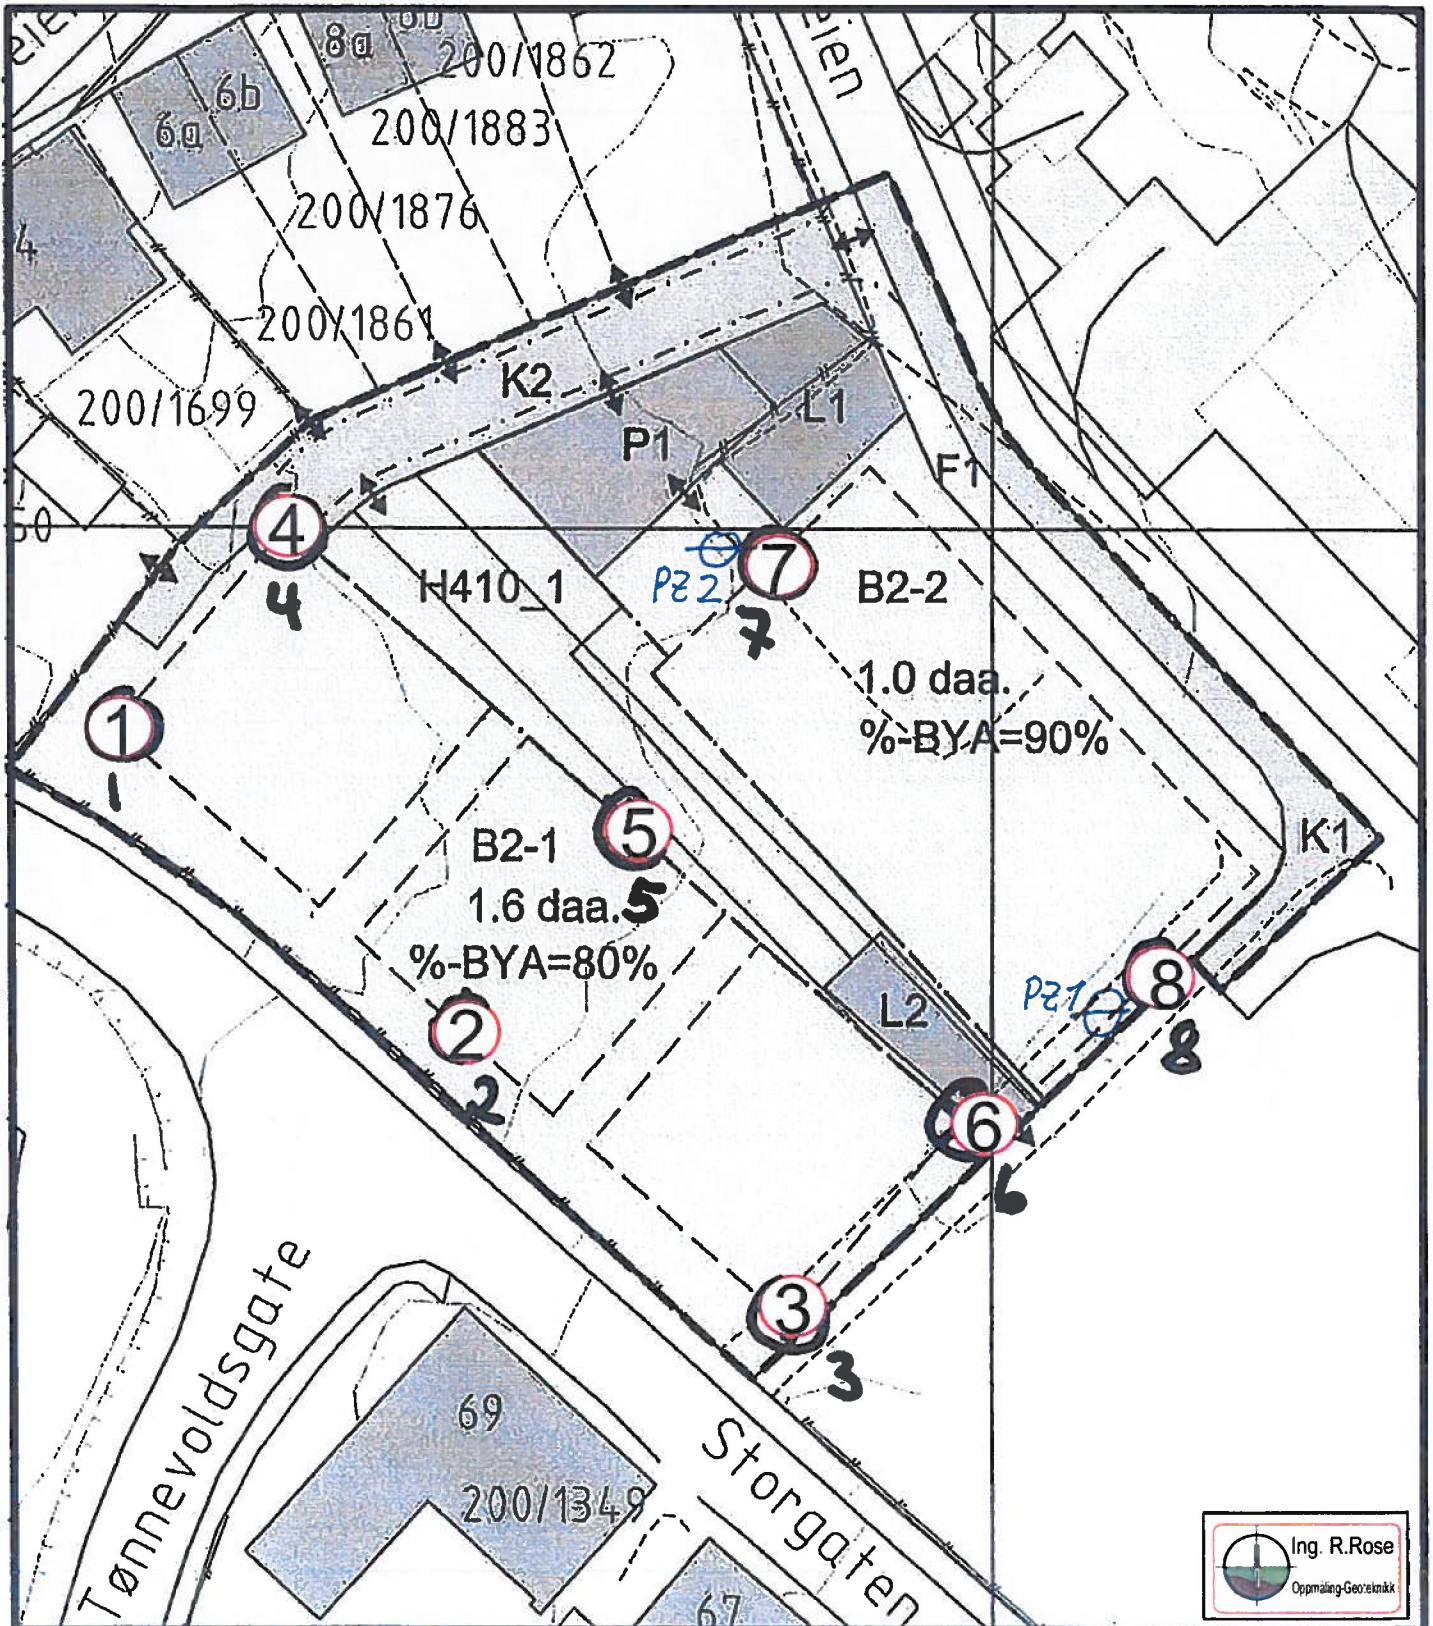 8a
200/1862
6b
6a
200/1883
200/1876
4
200/1861
200/1699
K2
L1
P1
F1
4
4
PZ 2
7
7
H410_1
B2-2
1.0 daa.
%-BYA=90%
1
1
5
5
B2-1
1.6 daa.
%-BYA=80%
K1
2
2
L2
PZ1
8
8
6
6
3
3
Tønnevoldsgate
69
200/1349
Storgaten
67
Ing. R.Rose
Oppmåling-Geoteknikk